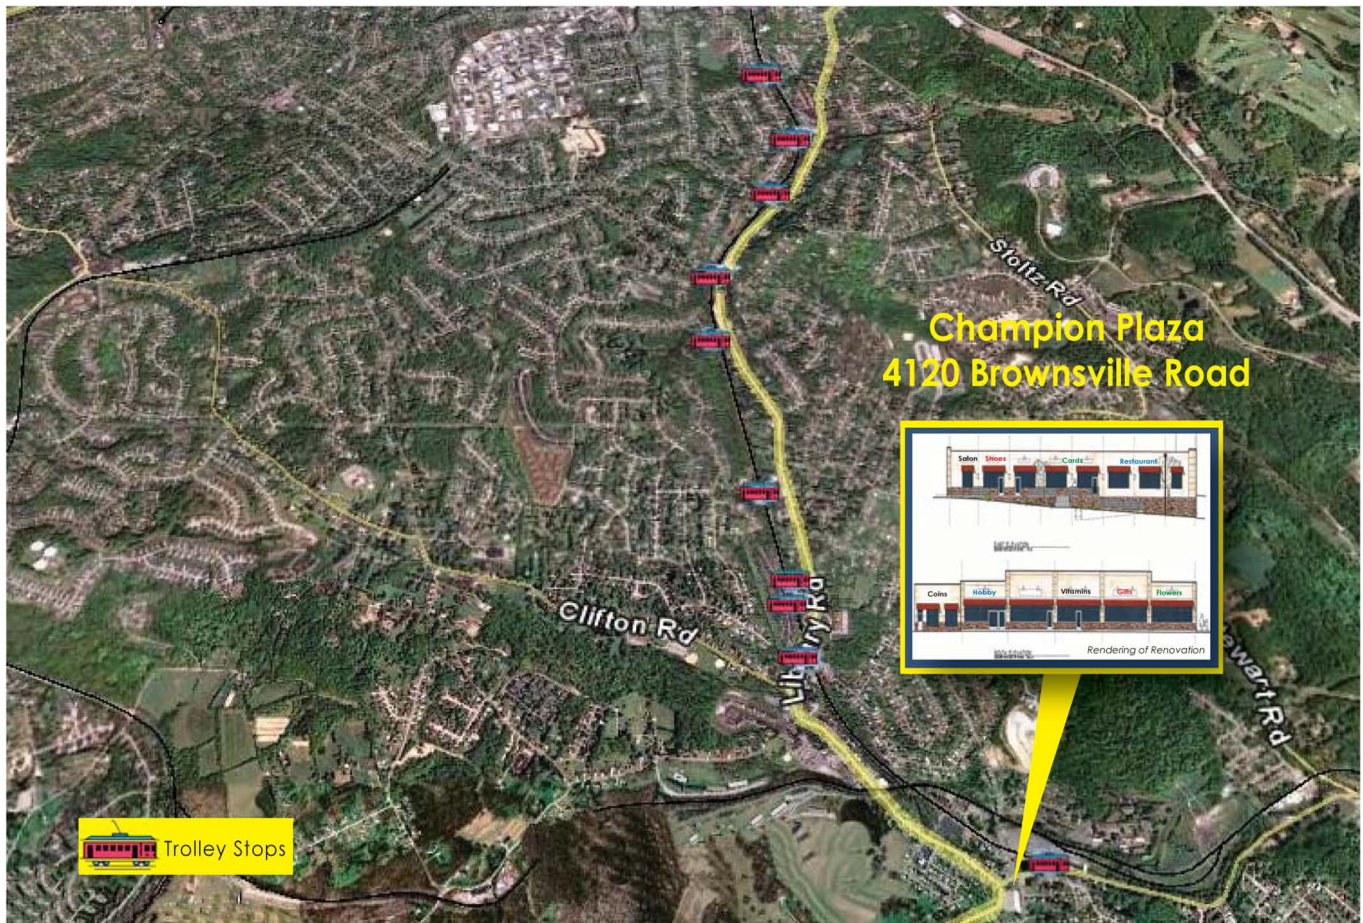 Stoltz Rd
Champion Plaza
4120 Brownsville Road
Salon Shoes Cards Restaurant
Coins Hobby Vitamins Gifts Flowers
Rendering of Renovation
Clifton Rd
Library Rd
ewart Rd
Trolley Stops